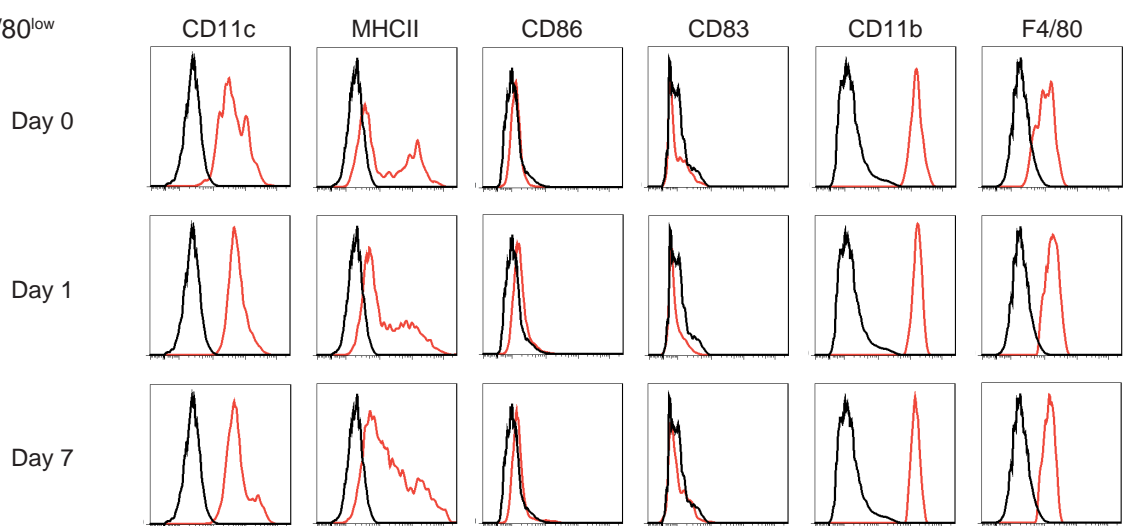 /80low CD11c MHCII CD86 CD83 CD11b F4/80
Day 0
Day 1
Day 7